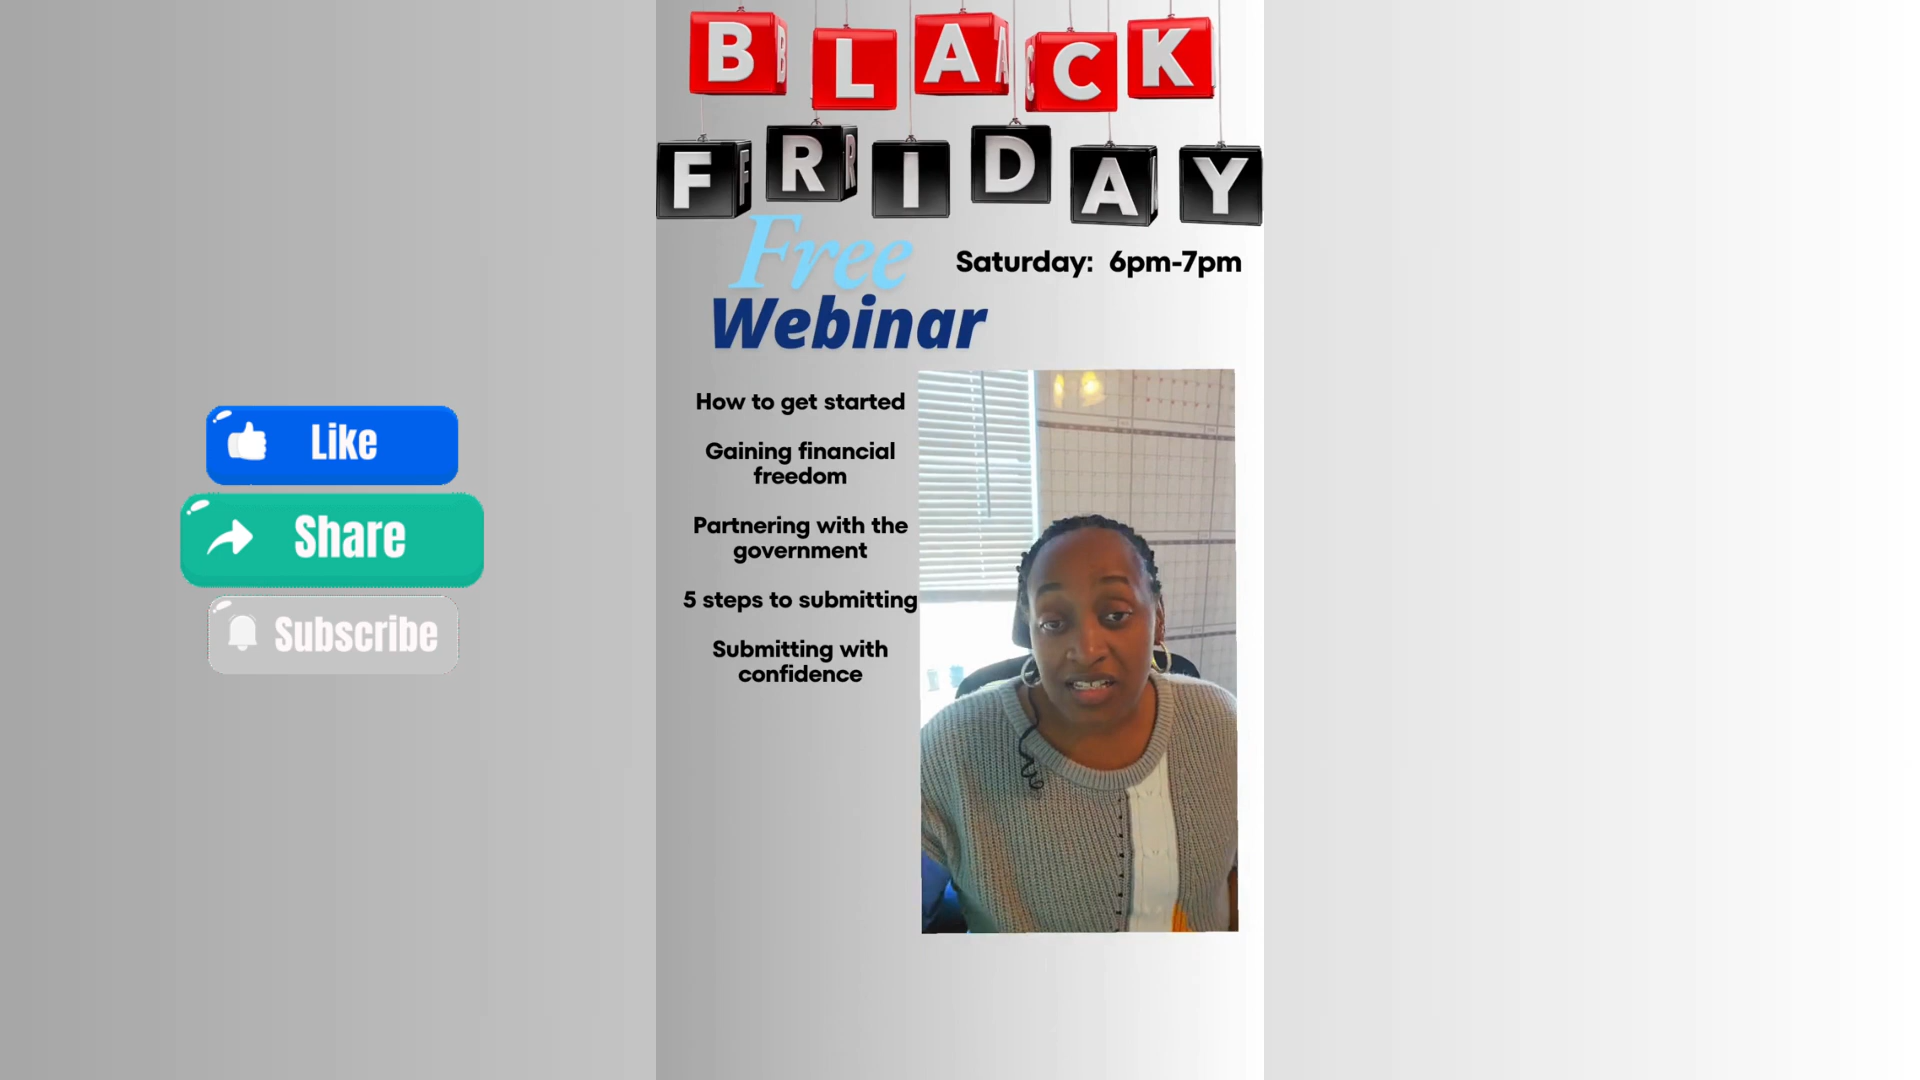 BLACK
FRIDAY
Free
Saturday: 6pm-7pm
Webinar
How to get started
Gaining financial
freedom
Partnering with the
government
5 steps to submitting
Submitting with
confidence
Like
Share
Subscribe